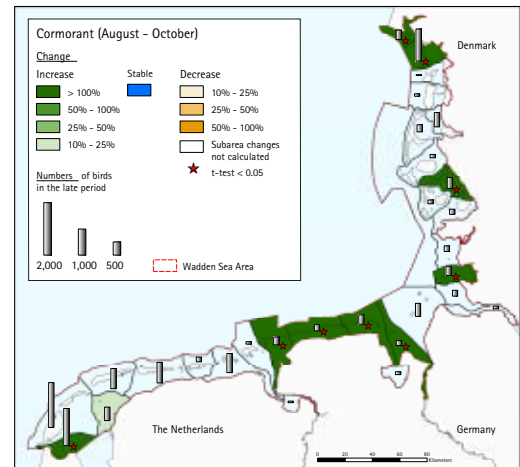 Cormorant (August - October)
Change
Increase
Stable
Decrease
> 100%
50% - 100%
25% - 50%
10% - 25%
10% - 25%
25% - 50%
50% - 100%
Subarea changes
not calculated
t-test < 0.05
Numbers of birds
in the late period
2,000
1,000
500
Wadden Sea Area
Denmark
The Netherlands
Germany
0 10 20 40 60 80
Kilometers